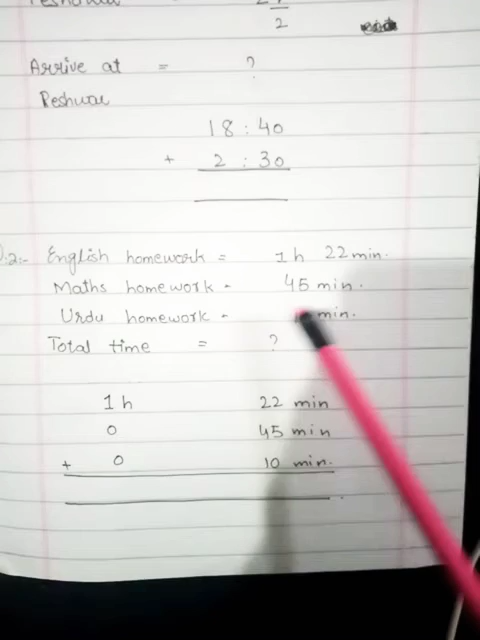 2
Arrive at = ?
Peshwar
18 : 40
+ 2 : 30
Q.2:- English homework = 1 h 22 min.
Maths homework - 45 min.
Urdu homework - min.
Total time = ?
1 h 22 min
0 45 min
+ 0 10 min.